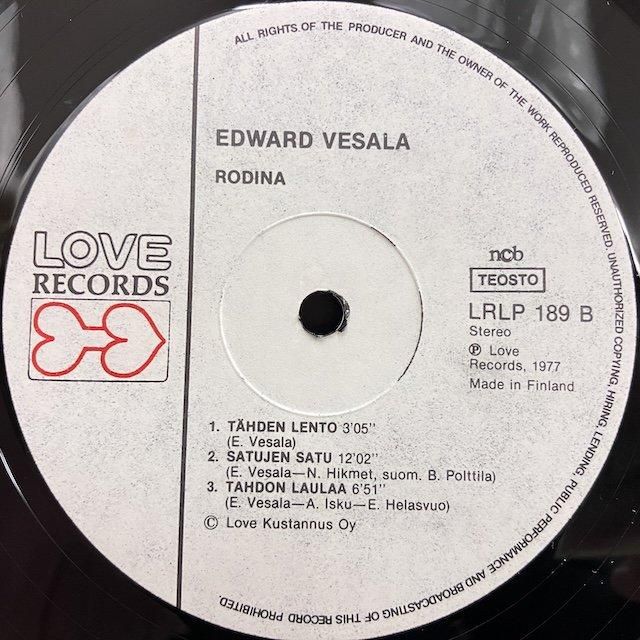 ALL RIGHTS OF THE PRODUCER AND THE OWNER OF THE WORK REPRODUCED RESERVED. UNAUTHORIZED COPYING, HIRING, LENDING, PUBLIC PERFORMANCE AND BROADCASTING OF THIS RECORD PROHIBITED.
EDWARD VESALA
RODINA
LOVE
RECORDS
ncb
TEOSTO
LRLP 189 B
Stereo
℗ Love
Records, 1977
Made in Finland
1. TÄHDEN LENTO 3'05''
(E. Vesala)
2. SATUJEN SATU 12'02''
(E. Vesala—N. Hikmet, suom. B. Polttila)
3. TAHDON LAULAA 6'51''
(E. Vesala—A. Isku—E. Helasvuo)
© Love Kustannus Oy